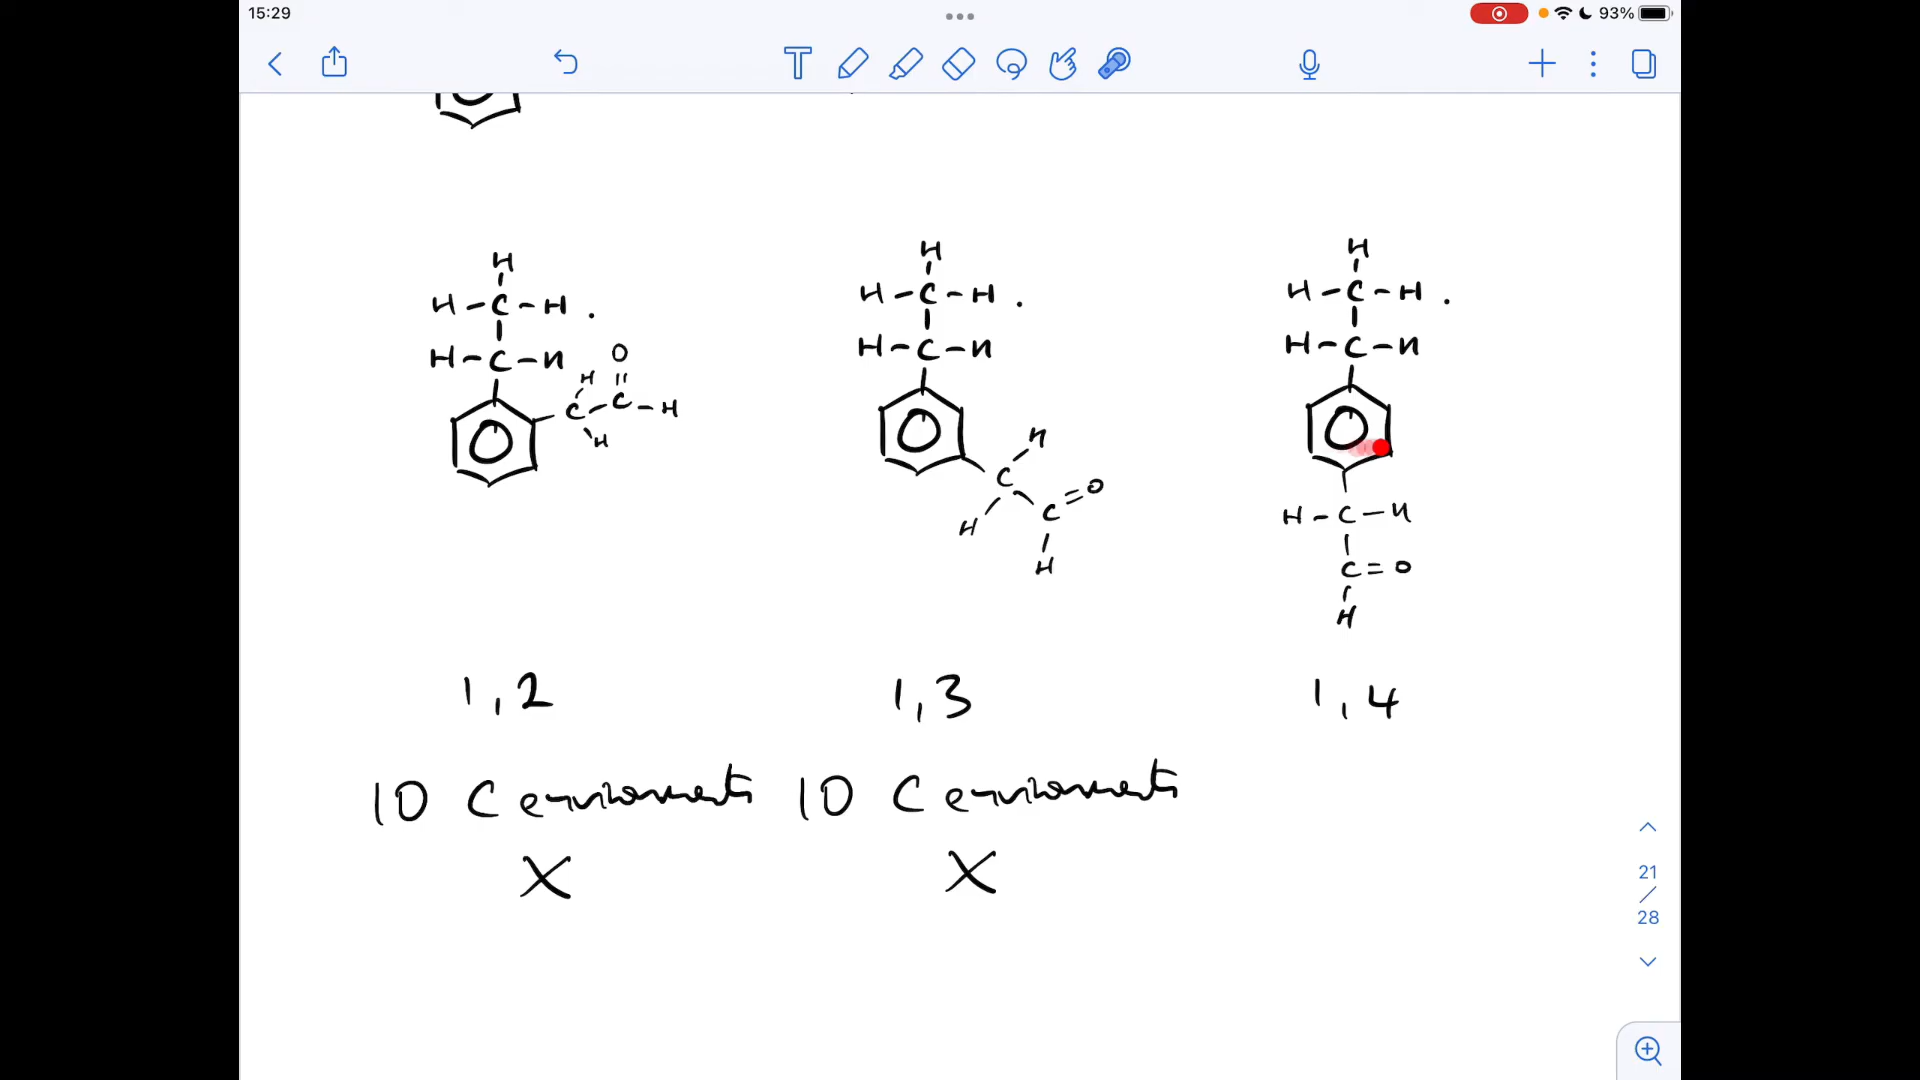 15:29
93%
T
H
H-C-H.
H-C-H
O
H
C-C-H
H
H
H-C-H.
H-C-H
H
C
C=O
H
H
H
H-C-H.
H-C-H
H-C-H
C=O
H
1,2
1,3
1,4
10 C environments
10 C environments
X
X
21
/
28